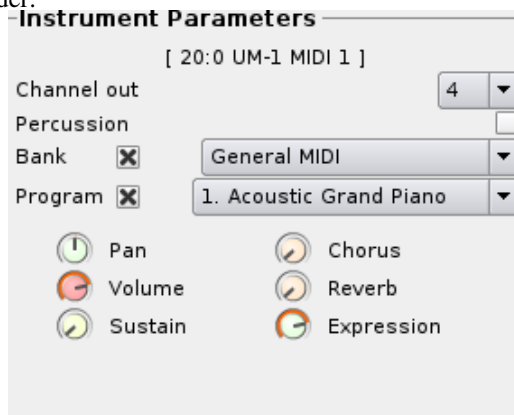 Instrument Parameters
[ 20:0 UM-1 MIDI 1 ]
Channel out 4
Percussion
Bank General MIDI
Program 1. Acoustic Grand Piano
Pan Chorus
Volume Reverb
Sustain Expression